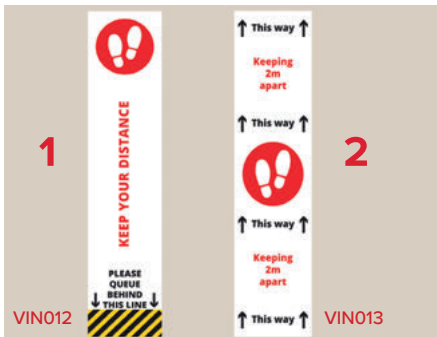 1
KEEP YOUR DISTANCE
PLEASE
QUEUE
BEHIND
THIS LINE
VIN012
This way
Keeping
2m
apart
This way
This way
Keeping
2m
apart
This way
2
VIN013